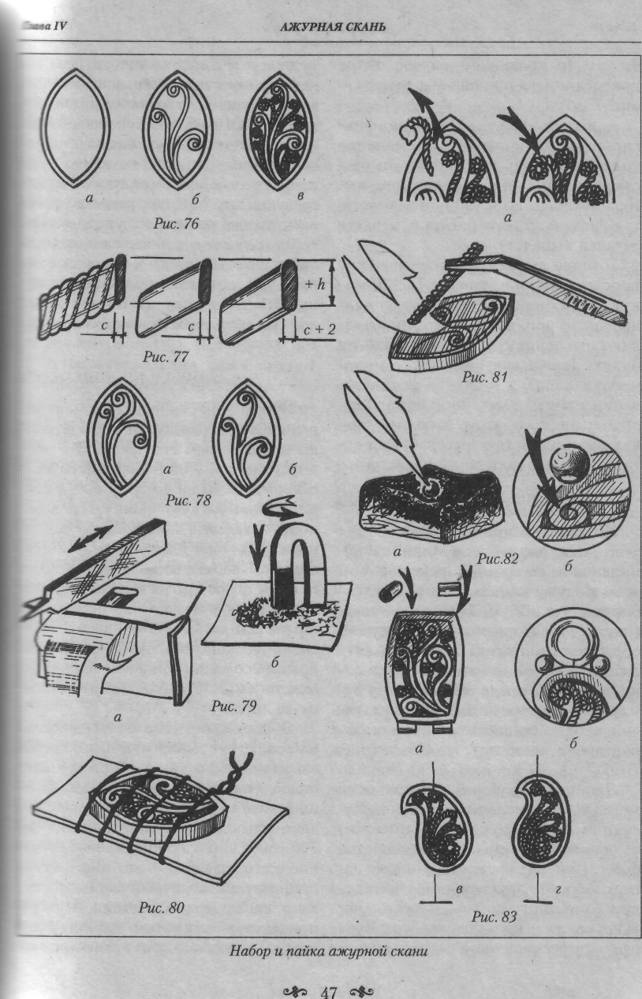 Глава IV
АЖУРНАЯ СКАНЬ
а
б
в
Рис. 76
а
+ h
c
c
c + 2
Рис. 77
Рис. 81
а
б
Рис. 78
а
Рис.82
б
б
а
Рис. 79
а
б
Рис. 80
в
г
Рис. 83
Набор и пайка ажурной скани
47